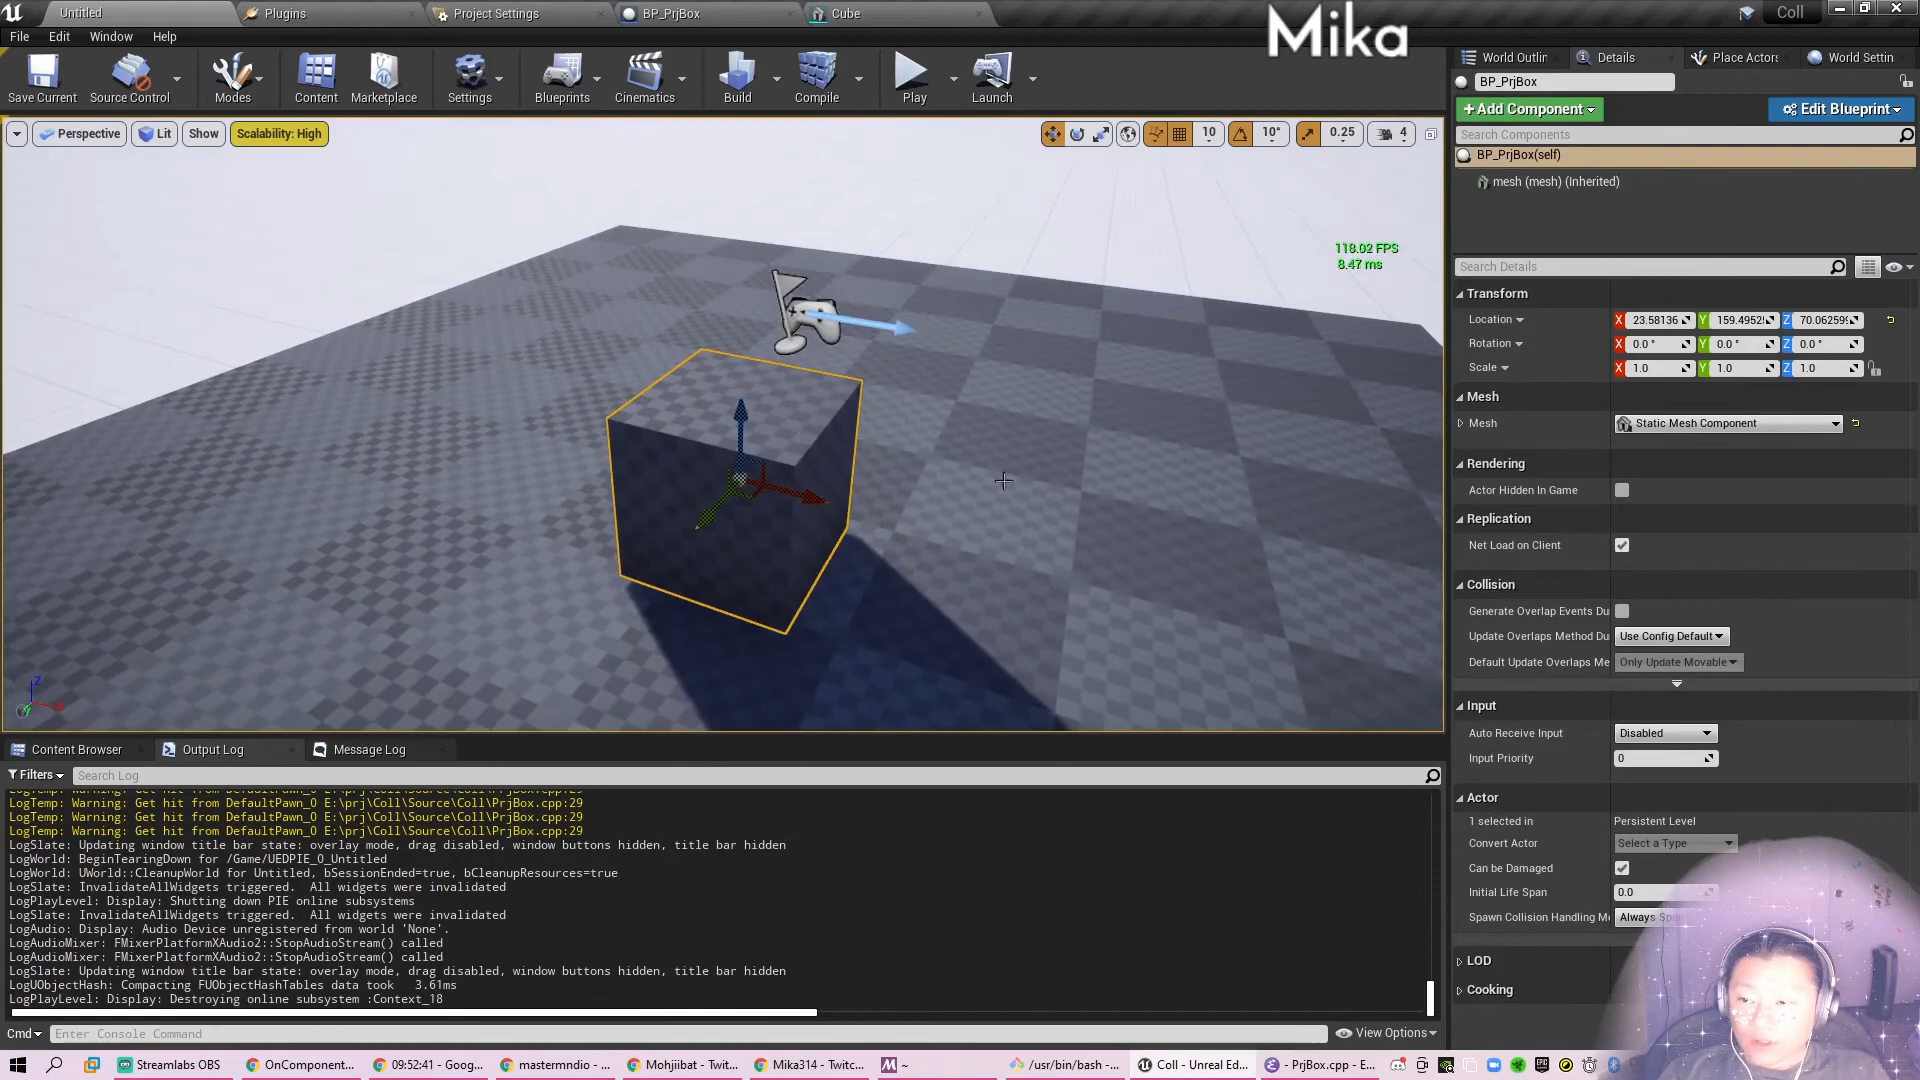 Untitled
Plugins
Project Settings
BP_PrjBox
Cube
Mika
Coll
File Edit Window Help
World Outlin
Details
Place Actors
World Settin
Save Current
Source Control
Modes
Content
Marketplace
Settings
Blueprints
Cinematics
Build
Compile
Play
Launch
BP_PrjBox
+Add Component
Edit Blueprint
Search Components
BP_PrjBox(self)
mesh (mesh) (Inherited)
Perspective
Lit
Show
Scalability: High
10
10°
0.25
4
118.02 FPS
8.47 ms
Search Details
Transform
Location X 23.58136 Y 159.4952 Z 70.06259
Rotation X 0.0 ° Y 0.0 ° Z 0.0 °
Scale X 1.0 Y 1.0 Z 1.0
Mesh
Mesh Static Mesh Component
Rendering
Actor Hidden In Game
Replication
Net Load on Client
Collision
Generate Overlap Events Du
Update Overlaps Method Du Use Config Default
Default Update Overlaps Me Only Update Movable
Input
Auto Receive Input Disabled
Input Priority 0
Actor
1 selected in Persistent Level
Convert Actor Select a Type
Can be Damaged
Initial Life Span 0.0
Spawn Collision Handling M Always
LOD
Cooking
Z
X
Content Browser
Output Log
Message Log
Filters
Search Log
LogTemp: Warning: Get hit from DefaultPawn_0 E:\prj\Coll\Source\Coll\PrjBox.cpp:29
LogTemp: Warning: Get hit from DefaultPawn_0 E:\prj\Coll\Source\Coll\PrjBox.cpp:29
LogTemp: Warning: Get hit from DefaultPawn_0 E:\prj\Coll\Source\Coll\PrjBox.cpp:29
LogTemp: Warning: Get hit from DefaultPawn_0 E:\prj\Coll\Source\Coll\PrjBox.cpp:29
LogSlate: Updating window title bar state: overlay mode, drag disabled, window buttons hidden, title bar hidden
LogWorld: BeginTearingDown for /Game/UEDPIE_0_Untitled
LogWorld: UWorld::CleanupWorld for Untitled, bSessionEnded=true, bCleanupResources=true
LogSlate: InvalidateAllWidgets triggered. All widgets were invalidated
LogPlayLevel: Display: Shutting down PIE online subsystems
LogSlate: InvalidateAllWidgets triggered. All widgets were invalidated
LogAudio: Display: Audio Device unregistered from world 'None'.
LogAudioMixer: FMixerPlatformXAudio2::StopAudioStream() called
LogAudioMixer: FMixerPlatformXAudio2::StopAudioStream() called
LogSlate: Updating window title bar state: overlay mode, drag disabled, window buttons hidden, title bar hidden
LogUObjectHash: Compacting FUObjectHashTables data took 3.61ms
LogPlayLevel: Display: Destroying online subsystem :Context_18
Cmd
Enter Console Command
View Options
Streamlabs OBS
OnComponent...
09:52:41 - Goog...
mastermndio - ...
Mohjiibat - Twit...
Mika314 - Twitc...
~
/usr/bin/bash -...
Coll - Unreal Ed...
- PrjBox.cpp - E...